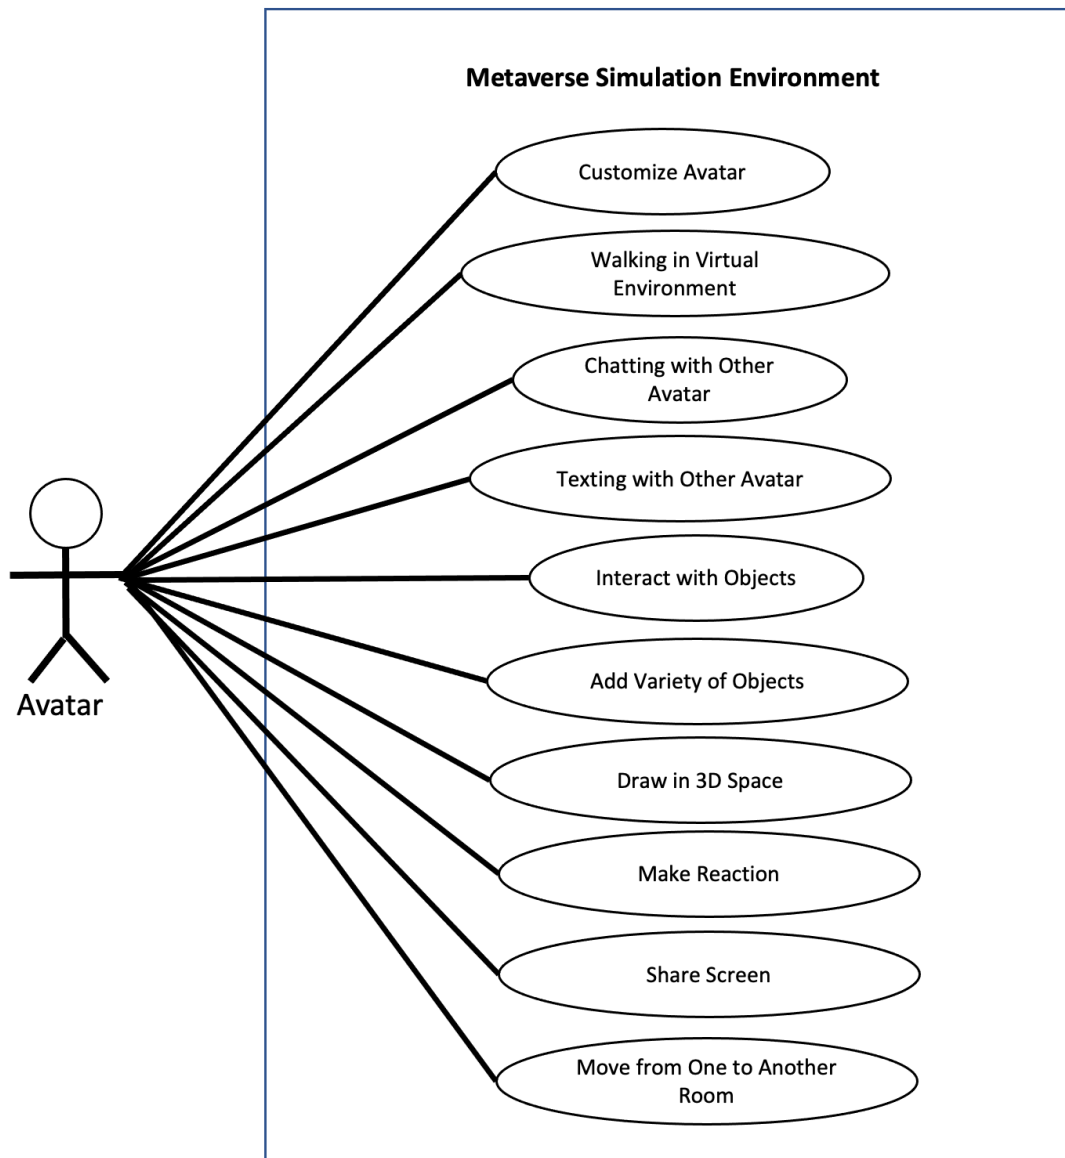 Metaverse Simulation Environment
Customize Avatar
Walking in Virtual
Environment
Chatting with Other
Avatar
Texting with Other Avatar
Interact with Objects
Add Variety of Objects
Draw in 3D Space
Make Reaction
Share Screen
Move from One to Another
Room
Avatar